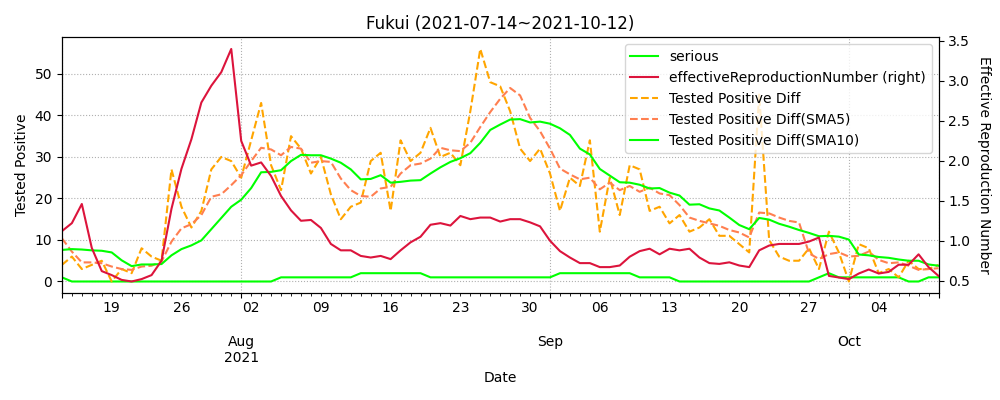 Fukui (2021-07-14~2021-10-12)
serious
effectiveReproductionNumber (right)
Tested Positive Diff
Tested Positive Diff(SMA5)
Tested Positive Diff(SMA10)
Tested Positive
50
40
30
20
10
0
3.5
3.0
2.5
2.0
1.5
1.0
0.5
Effective Reproduction Number
19 26 02 09 16 23 30 06 13 20 27 04
Aug Sep Oct
2021
Date